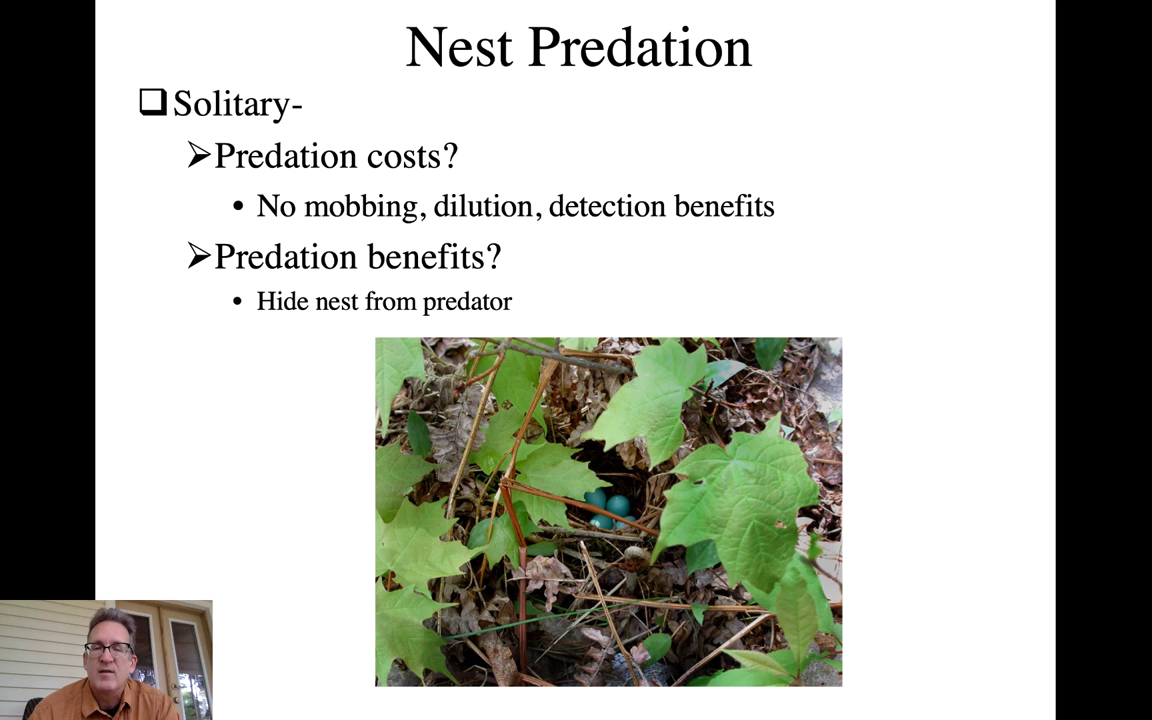 Nest Predation
❑Solitary-
➢Predation costs?
• No mobbing, dilution, detection benefits
➢Predation benefits?
• Hide nest from predator